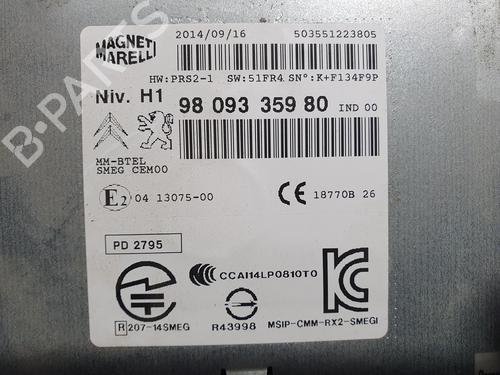 MAGNETI MARELLI
2014/09/16 503551223805
HW:PRS2-1 SW:51FR4 SN°:K+F134F9P
Niv. H1
98 093 359 80 IND 00
MM-BTEL
SMEG CEM00
E2 04 13075-00
CE 18770B 26
PD 2795
CCAI14LP0810T0
R 207-14SMEG
R43998
MSIP-CMM-RX2-SMEGI
B-PARTS